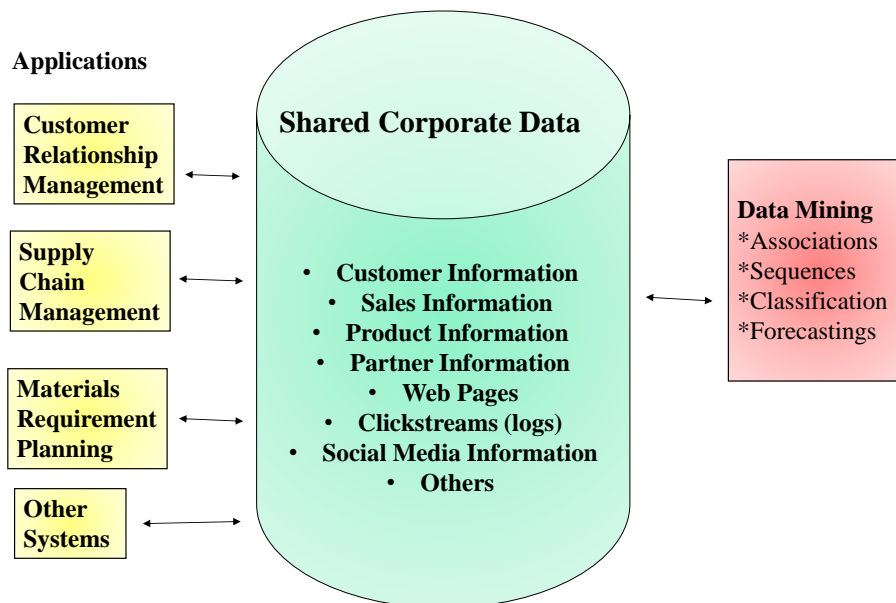 Applications
Customer
Relationship
Management
Supply
Chain
Management
Materials
Requirement
Planning
Other
Systems
Shared Corporate Data
• Customer Information
• Sales Information
• Product Information
• Partner Information
• Web Pages
• Clickstreams (logs)
• Social Media Information
• Others
Data Mining
*Associations
*Sequences
*Classification
*Forecastings